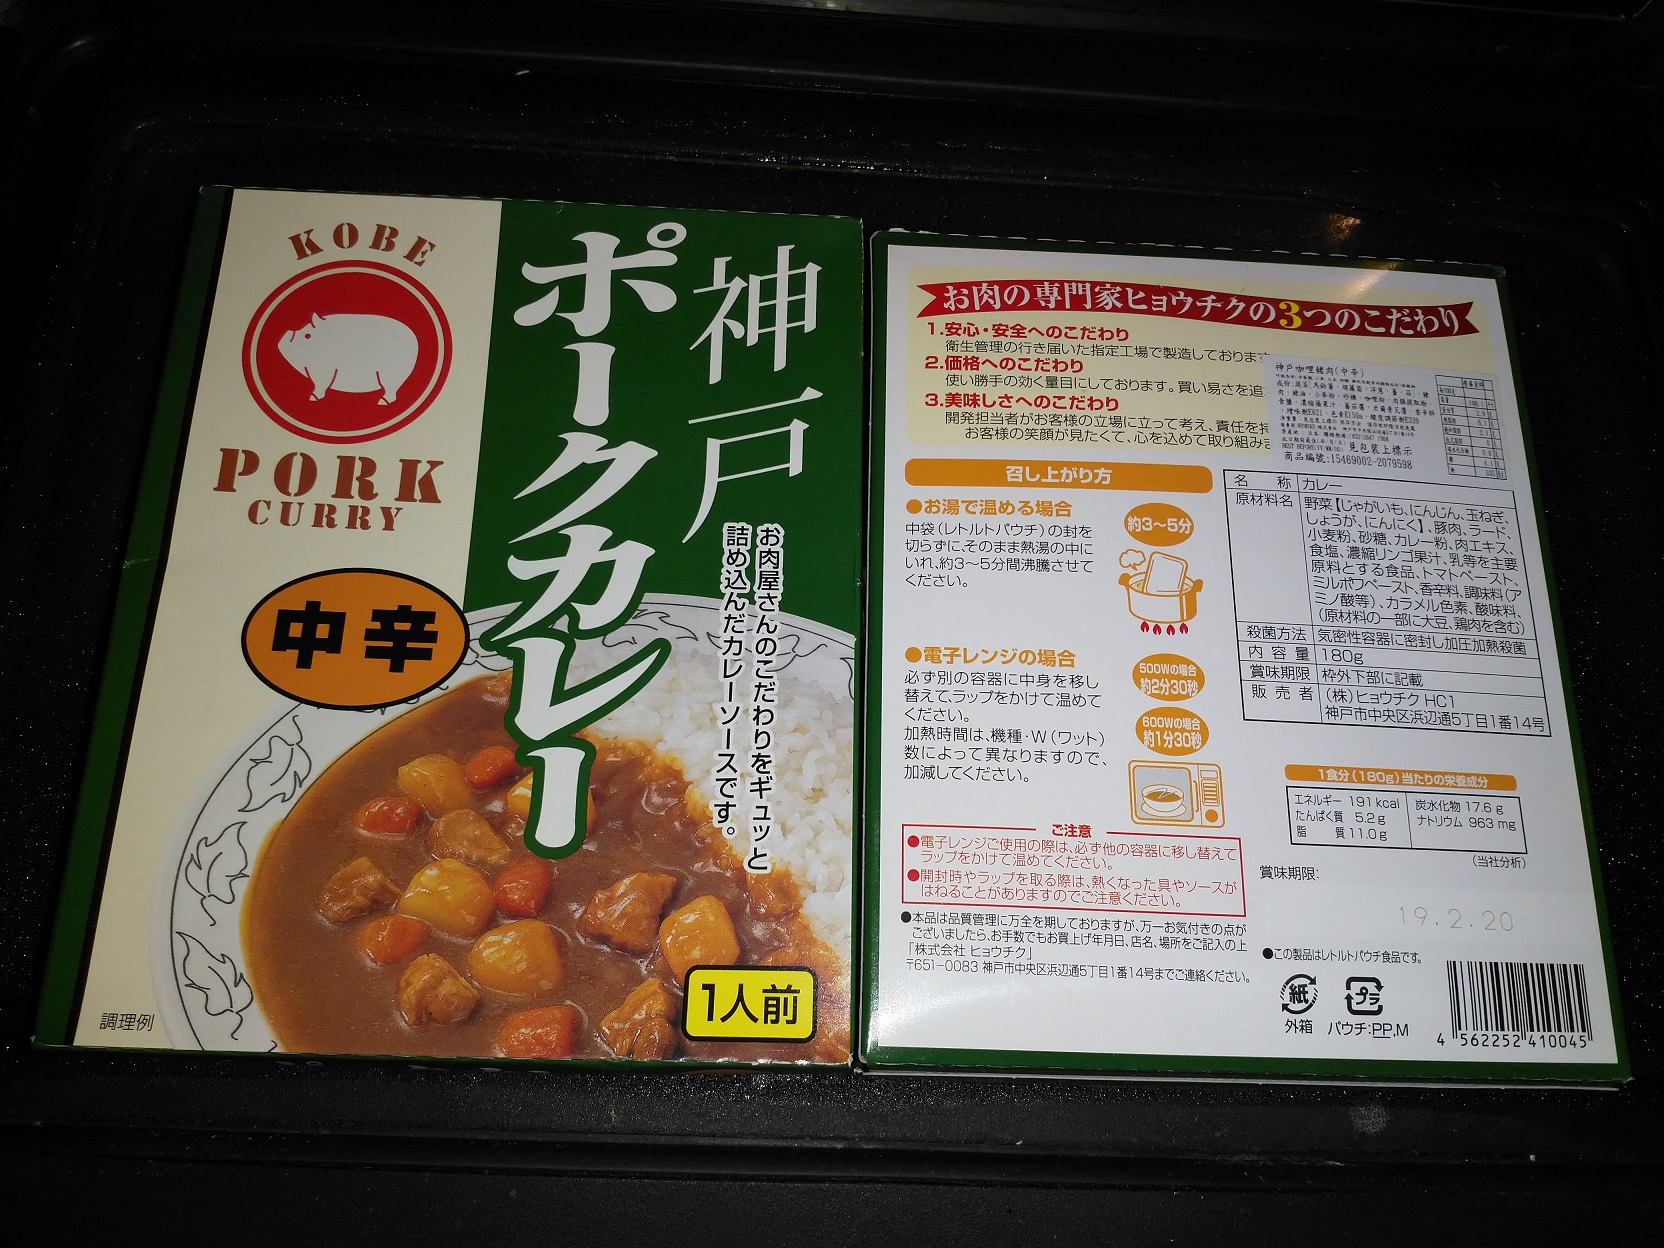 KOBE
PORK
CURRY
中辛
神戸
ポークカレー
お肉屋さんのこだわりをギュッと
詰め込んだカレーソースです。
1人前
調理例
お肉の専門家ヒョウチクの3つのこだわり
1.安心・安全へのこだわり
衛生管理の行き届いた指定工場で製造しております
2.価格へのこだわり
使い勝手の効く量目にしております。買い易さを追
3.美味しさへのこだわり
開発担当者がお客様の立場に立って考え、責任を持
お客様の笑顔が見たくて、心を込めて取り組みま
神戸咖哩豬肉(中辛)
見包裝上標示
商品編號:15469002-2079598
召し上がり方
●お湯で温める場合
中袋(レトルトパウチ)の封を
切らずに、そのまま熱湯の中に
いれ、約3〜5分間沸騰させて
ください。
約3〜5分
●電子レンジの場合
必ず別の容器に中身を移し
替えて、ラップをかけて温めて
ください。
加熱時間は、機種・W(ワット)
数によって異なりますので、
加減してください。
500Wの場合
約2分30秒
600Wの場合
約1分30秒
ご注意
●電子レンジご使用の際は、必ず他の容器に移し替えて
ラップをかけて温めてください。
●開封時やラップを取る際は、熱くなった具やソースが
はねることがありますのでご注意ください。
●本品は品質管理に万全を期しておりますが、万一お気付きの点が
ございましたら、お手数でもお買上げ年月日、店名、場所をご記入の上
「株式会社 ヒョウチク」
〒651-0083 神戸市中央区浜辺通5丁目1番14号までご連絡ください。
名 称 カレー
原材料名 野菜【じゃがいも、にんじん、玉ねぎ、
しょうが、にんにく】、豚肉、ラード、
小麦粉、砂糖、カレー粉、肉エキス、
食塩、濃縮リンゴ果汁、乳等を主要
原料とする食品、トマトペースト、
ミルポワペースト、香辛料、調味料(ア
ミノ酸等)、カラメル色素、酸味料、
(原材料の一部に大豆、鶏肉を含む)
殺菌方法 気密性容器に密封し加圧加熱殺菌
内 容 量 180g
賞味期限 枠外下部に記載
販 売 者 (株)ヒョウチク HC1
神戸市中央区浜辺通5丁目1番14号
1食分(180g)当たりの栄養成分
エネルギー 191kcal 炭水化物 17.6g
たんぱく質 5.2g ナトリウム 963mg
脂 質 11.0g
(当社分析)
賞味期限:
19.2.20
●この製品はレトルトパウチ食品です。
紙
外箱
プラ
パウチ:PP,M
4 562252 410045